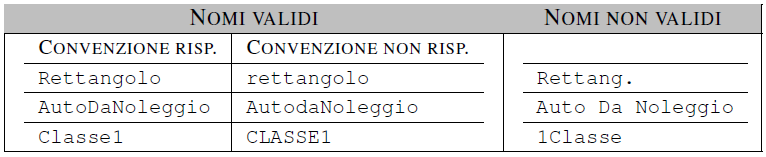 NOMI VALIDI NOMI NON VALIDI
CONVENZIONE RISP. CONVENZIONE NON RISP.
Rettangolo rettangolo Rettang.
AutoDaNoleggio AutodaNoleggio Auto Da Noleggio
Classe1 CLASSE1 1Classe